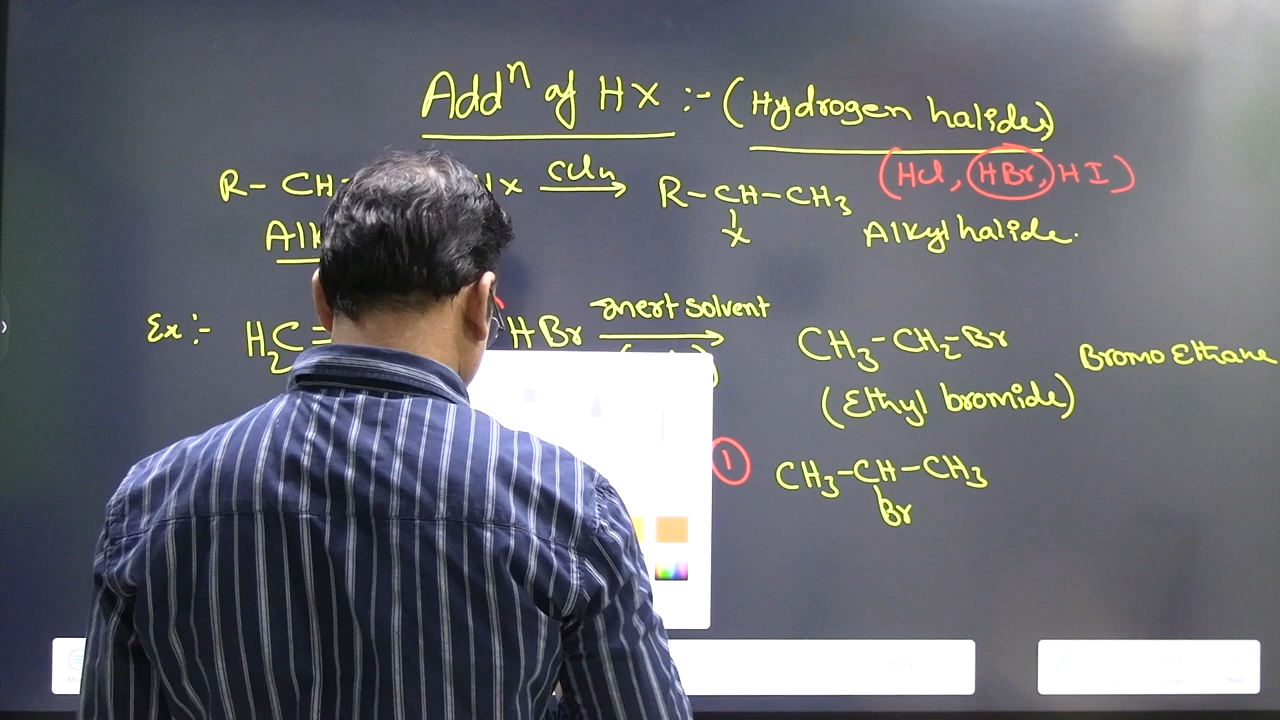 Addⁿ of HX :- (Hydrogen halides)
(HCl, HBr, HI)
R- CH HX CCl₄ → R-CH-CH₃
X
Alkyl halide.
Ex:- H₂C= HBr inert solvent → CH₃-CH₂-Br Bromo Ethane
(Ethyl bromide)
① CH₃-CH-CH₃
Br